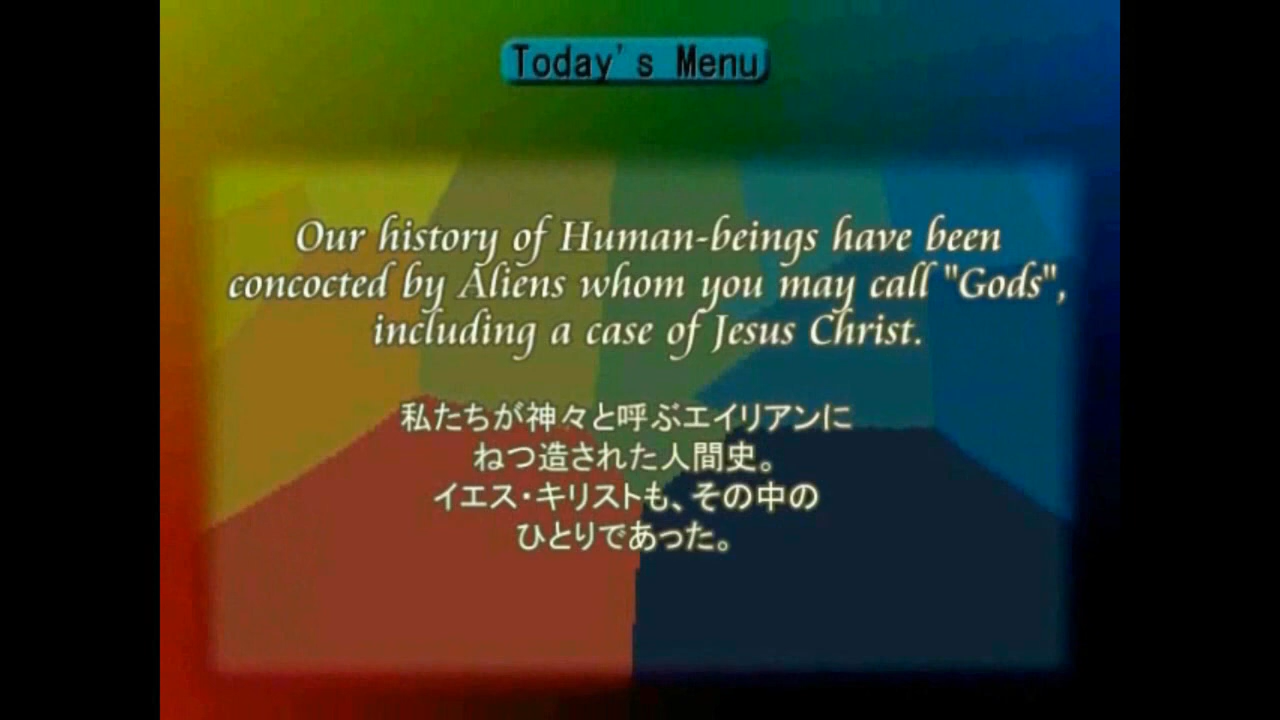 Today's Menu
Our history of Human-beings have been
concocted by Aliens whom you may call "Gods",
including a case of Jesus Christ.
私たちが神々と呼ぶエイリアンに
ねつ造された人間史。
イエス・キリストも、その中の
ひとりであった。